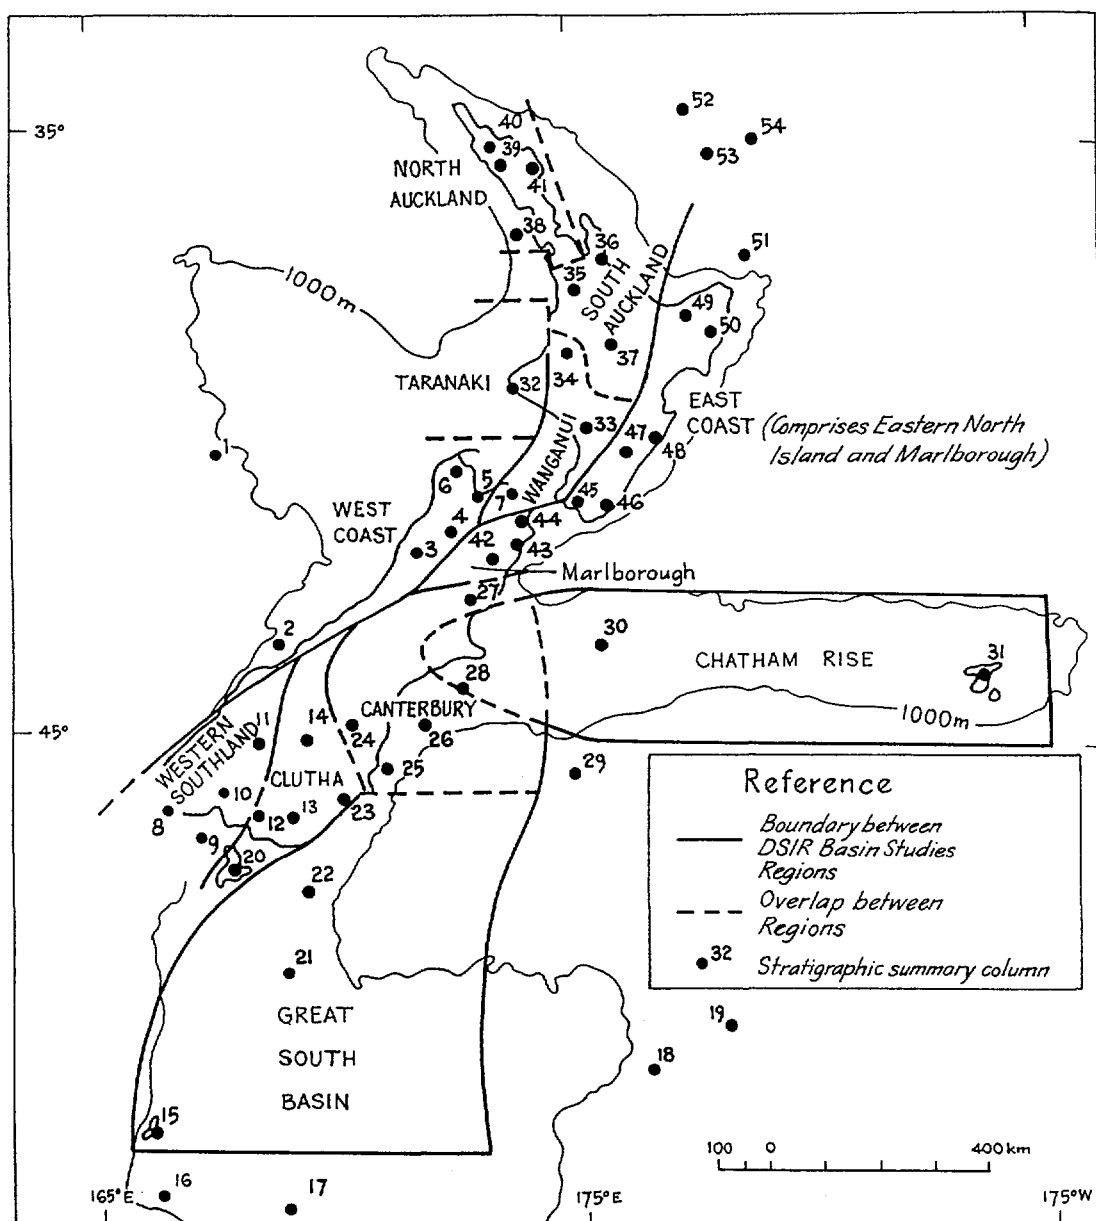 52
35°
40
54
53
39
NORTH
AUCKLAND
41
38
36
51
1000m
35
SOUTH
AUCKLAND
49
50
37
34
TARANAKI
32
EAST
COAST (Comprises Eastern North
Island and Marlborough)
33
47
48
1
WANGANUI
6
5
7
45
46
WEST
COAST
4
44
3
42
43
Marlborough
27
2
30
31
CHATHAM RISE
28
1000m
CANTERBURY
45°
WESTERN
SOUTHLAND
11
14
24
26
29
25
CLUTHA
10
8
12
13
23
9
20
22
21
GREAT
SOUTH
BASIN
Reference
Boundary between
DSIR Basin Studies
Regions
Overlap between
Regions
32
Stratigraphic summary column
19
18
15
100 0 400 km
16
17
165°E
175°E
175°W